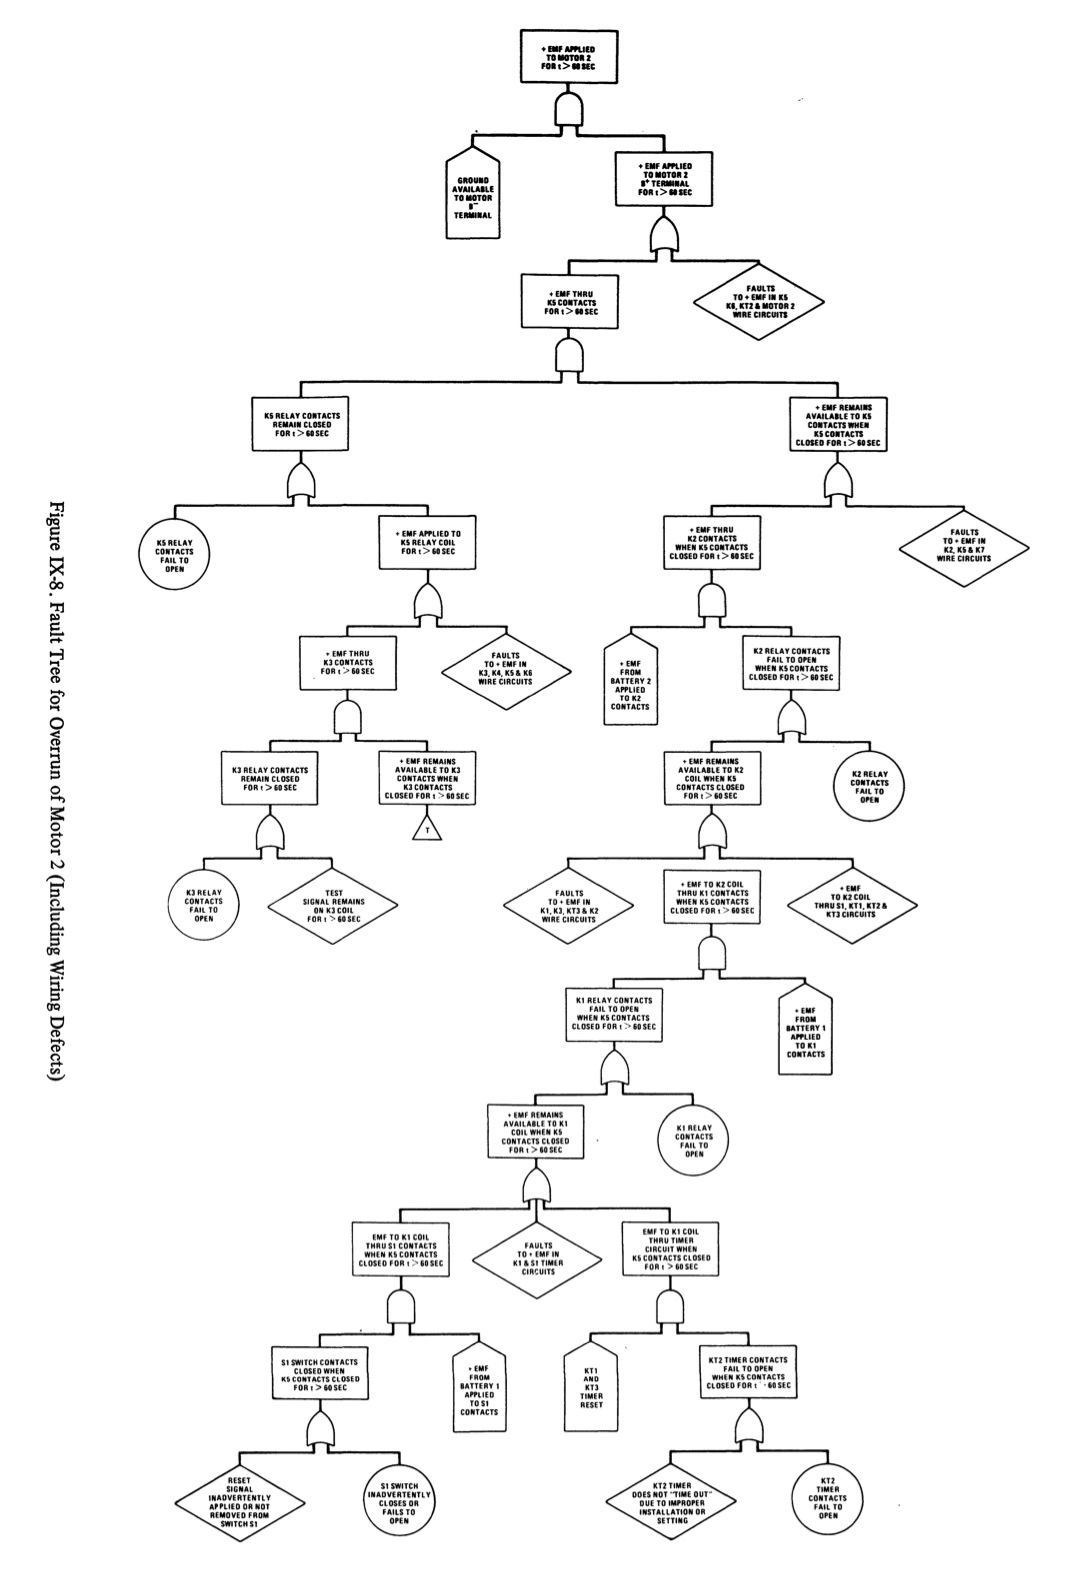 + EMF APPLIED
TO MOTOR 2
FOR t > 60 SEC
GROUND
AVAILABLE
TO MOTOR
B−
TERMINAL
+ EMF APPLIED
TO MOTOR 2
B+ TERMINAL
FOR t > 60 SEC
+ EMF THRU
K5 CONTACTS
FOR t > 60 SEC
FAULTS
TO + EMF IN K5
K6, KT2 & MOTOR 2
WIRE CIRCUITS
K5 RELAY CONTACTS
REMAIN CLOSED
FOR t > 60 SEC
+ EMF REMAINS
AVAILABLE TO K5
CONTACTS WHEN
K5 CONTACTS
CLOSED FOR t > 60 SEC
K5 RELAY
CONTACTS
FAIL TO
OPEN
+ EMF APPLIED TO
K5 RELAY COIL
FOR t > 60 SEC
+ EMF THRU
K2 CONTACTS
WHEN K5 CONTACTS
CLOSED FOR t > 60 SEC
FAULTS
TO + EMF IN
K2, K5 & K7
WIRE CIRCUITS
+ EMF THRU
K3 CONTACTS
FOR t > 60 SEC
FAULTS
TO + EMF IN
K3, K4, K5 & K6
WIRE CIRCUITS
+ EMF
FROM
BATTERY 2
APPLIED
TO K2
CONTACTS
K2 RELAY CONTACTS
FAIL TO OPEN
WHEN K5 CONTACTS
CLOSED FOR t > 60 SEC
K3 RELAY CONTACTS
REMAIN CLOSED
FOR t > 60 SEC
+ EMF REMAINS
AVAILABLE TO K3
CONTACTS WHEN
K3 CONTACTS
CLOSED FOR t > 60 SEC
T
+ EMF REMAINS
AVAILABLE TO K2
COIL WHEN K5
CONTACTS CLOSED
FOR t > 60 SEC
K2 RELAY
CONTACTS
FAIL TO
OPEN
K3 RELAY
CONTACTS
FAIL TO
OPEN
TEST
SIGNAL REMAINS
ON K3 COIL
FOR t > 60 SEC
FAULTS
TO + EMF IN
K1, K3, KT3 & K2
WIRE CIRCUITS
+ EMF TO K2 COIL
THRU K1 CONTACTS
WHEN K5 CONTACTS
CLOSED FOR t > 60 SEC
+ EMF
TO K2 COIL
THRU S1, KT1, KT2 &
KT3 CIRCUITS
K1 RELAY CONTACTS
FAIL TO OPEN
WHEN K5 CONTACTS
CLOSED FOR t > 60 SEC
+ EMF
FROM
BATTERY 1
APPLIED
TO K1
CONTACTS
+ EMF REMAINS
AVAILABLE TO K1
COIL WHEN K5
CONTACTS CLOSED
FOR t > 60 SEC
K1 RELAY
CONTACTS
FAIL TO
OPEN
EMF TO K1 COIL
THRU S1 CONTACTS
WHEN K5 CONTACTS
CLOSED FOR t > 60 SEC
FAULTS
TO + EMF IN
K1 & S1 TIMER
CIRCUITS
EMF TO K1 COIL
THRU TIMER
CIRCUIT WHEN
K5 CONTACTS CLOSED
FOR t > 60 SEC
S1 SWITCH CONTACTS
CLOSED WHEN
K5 CONTACTS CLOSED
FOR t > 60 SEC
+ EMF
FROM
BATTERY 1
APPLIED
TO S1
CONTACTS
KT1
AND
KT3
TIMER
RESET
KT2 TIMER CONTACTS
FAIL TO OPEN
WHEN K5 CONTACTS
CLOSED FOR t > 60 SEC
RESET
SIGNAL
INADVERTENTLY
APPLIED OR NOT
REMOVED FROM
SWITCH S1
S1 SWITCH
INADVERTENTLY
CLOSES OR
FAILS TO
OPEN
KT2 TIMER
DOES NOT "TIME OUT"
DUE TO IMPROPER
INSTALLATION OR
SETTING
KT2
TIMER
CONTACTS
FAIL TO
OPEN
Figure IX-8. Fault Tree for Overrun of Motor 2 (Including Wiring Defects)